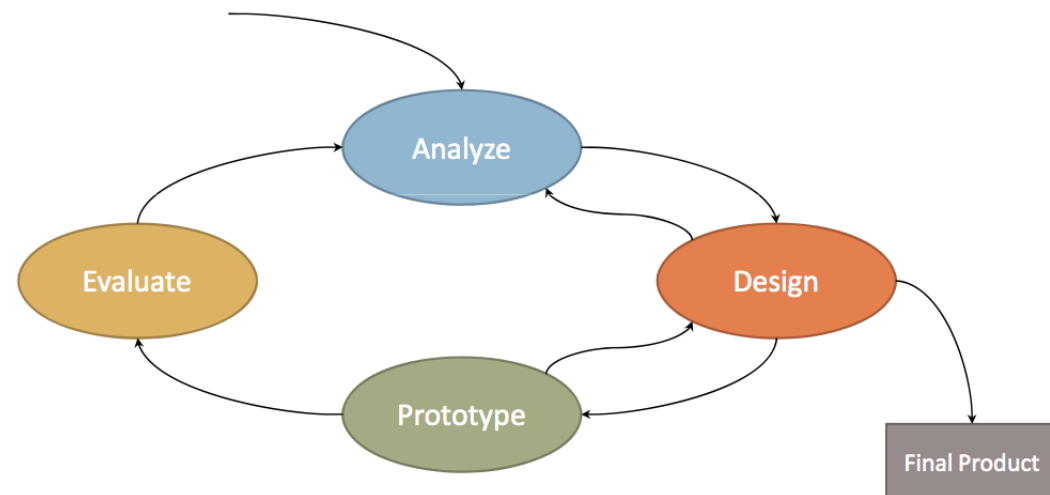 Analyze
Evaluate
Design
Prototype
Final Product